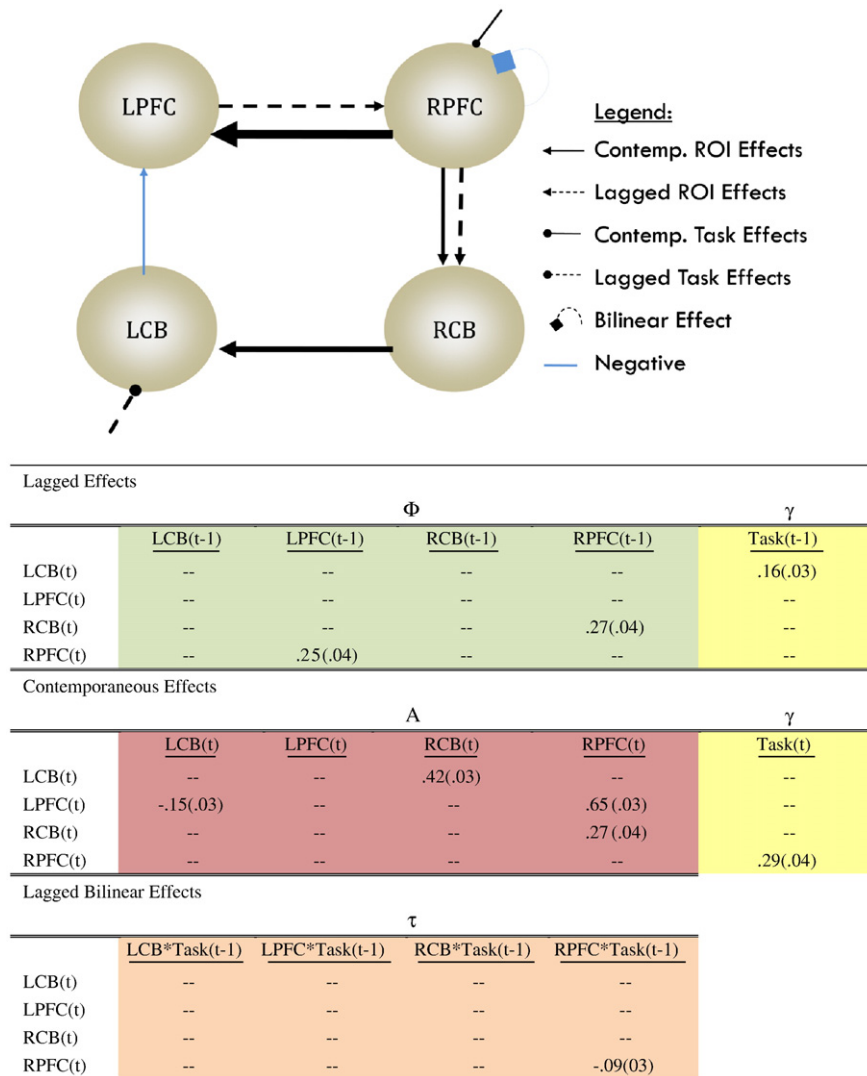 LPFC
RPFC
LCB
RCB
Legend:
Contemp. ROI Effects
Lagged ROI Effects
Contemp. Task Effects
Lagged Task Effects
Bilinear Effect
Negative
Lagged Effects
Φ γ
LCB(t-1) LPFC(t-1) RCB(t-1) RPFC(t-1) Task(t-1)
LCB(t) -- -- -- -- .16(.03)
LPFC(t) -- -- -- -- --
RCB(t) -- -- -- .27(.04) --
RPFC(t) -- .25(.04) -- -- --
Contemporaneous Effects
A γ
LCB(t) LPFC(t) RCB(t) RPFC(t) Task(t)
LCB(t) -- -- .42(.03) -- --
LPFC(t) -.15(.03) -- -- .65(.03) --
RCB(t) -- -- -- .27(.04) --
RPFC(t) -- -- -- -- .29(.04)
Lagged Bilinear Effects
τ
LCB*Task(t-1) LPFC*Task(t-1) RCB*Task(t-1) RPFC*Task(t-1)
LCB(t) -- -- -- --
LPFC(t) -- -- -- --
RCB(t) -- -- -- --
RPFC(t) -- -- -- -.09(03)